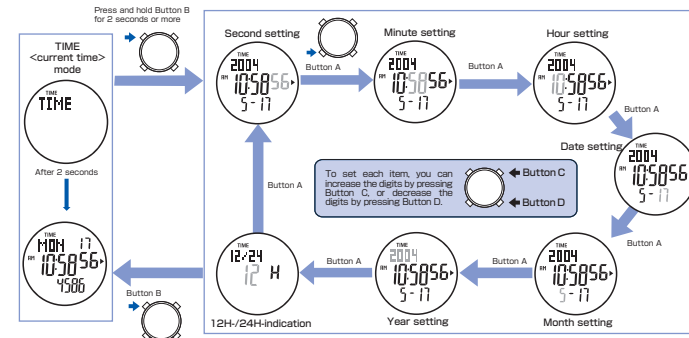 Press and hold Button B
for 2 seconds or more
TIME
<current time>
mode
TIME
TIME
After 2 seconds
TIME
MON 17
AM 10:58 56
4586
Button B
Second setting
TIME
2004
AM 10:58 56
5-17
Button A
Minute setting
TIME
2004
AM 10:58 56
5-17
Button A
Hour setting
TIME
2004
AM 10:58 56
5-17
Button A
Date setting
TIME
2004
AM 10:58 56
5-17
Button A
TIME
2004
AM 10:58 56
5-17
Month setting
Button A
TIME
2004
AM 10:58 56
5-17
Year setting
Button A
TIME
12/24
12 H
12H-/24H-indication
Button A
To set each item, you can
increase the digits by pressing
Button C, or decrease the
digits by pressing Button D.
Button C
Button D